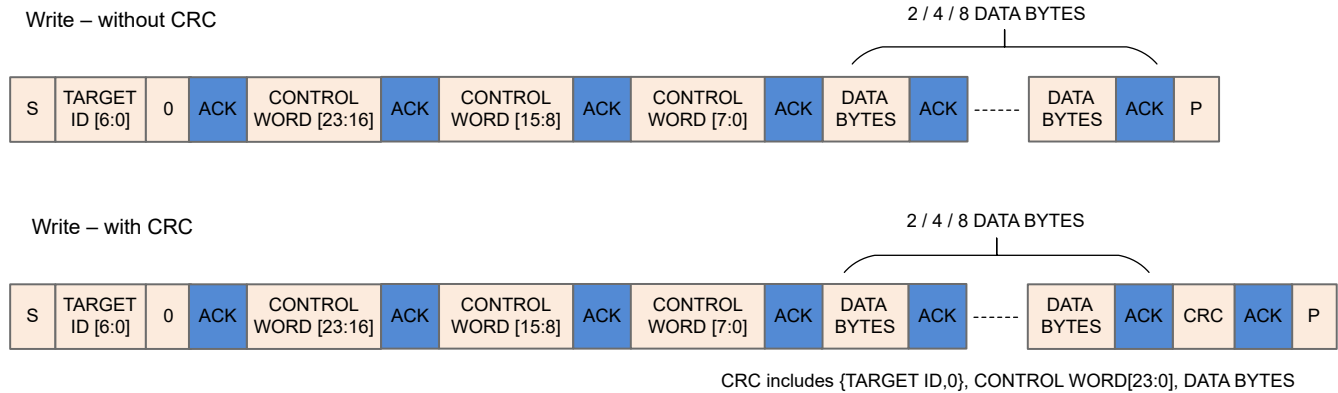 Write – without CRC
2 / 4 / 8 DATA BYTES
S
TARGET
ID [6:0]
0
ACK
CONTROL
WORD [23:16]
ACK
CONTROL
WORD [15:8]
ACK
CONTROL
WORD [7:0]
ACK
DATA
BYTES
ACK
DATA
BYTES
ACK
P
Write – with CRC
2 / 4 / 8 DATA BYTES
S
TARGET
ID [6:0]
0
ACK
CONTROL
WORD [23:16]
ACK
CONTROL
WORD [15:8]
ACK
CONTROL
WORD [7:0]
ACK
DATA
BYTES
ACK
DATA
BYTES
ACK
CRC
ACK
P
CRC includes {TARGET ID,0}, CONTROL WORD[23:0], DATA BYTES